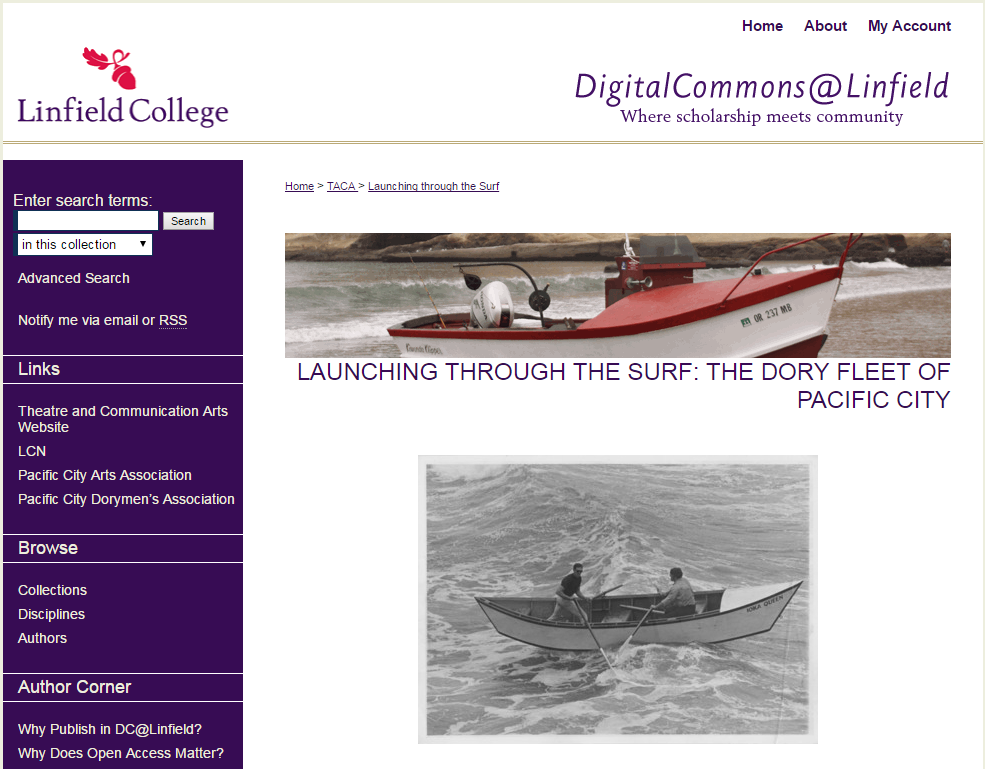 Home About My Account
Linfield College
DigitalCommons@Linfield
Where scholarship meets community
Home > TACA > Launching through the Surf
Enter search terms:
Search
in this collection
Advanced Search
Notify me via email or RSS
Links
Theatre and Communication Arts
Website
LCN
Pacific City Arts Association
Pacific City Dorymen's Association
Browse
Collections
Disciplines
Authors
Author Corner
Why Publish in DC@Linfield?
Why Does Open Access Matter?
OR 237 MB
LAUNCHING THROUGH THE SURF: THE DORY FLEET OF
PACIFIC CITY
KIWA QUEEN